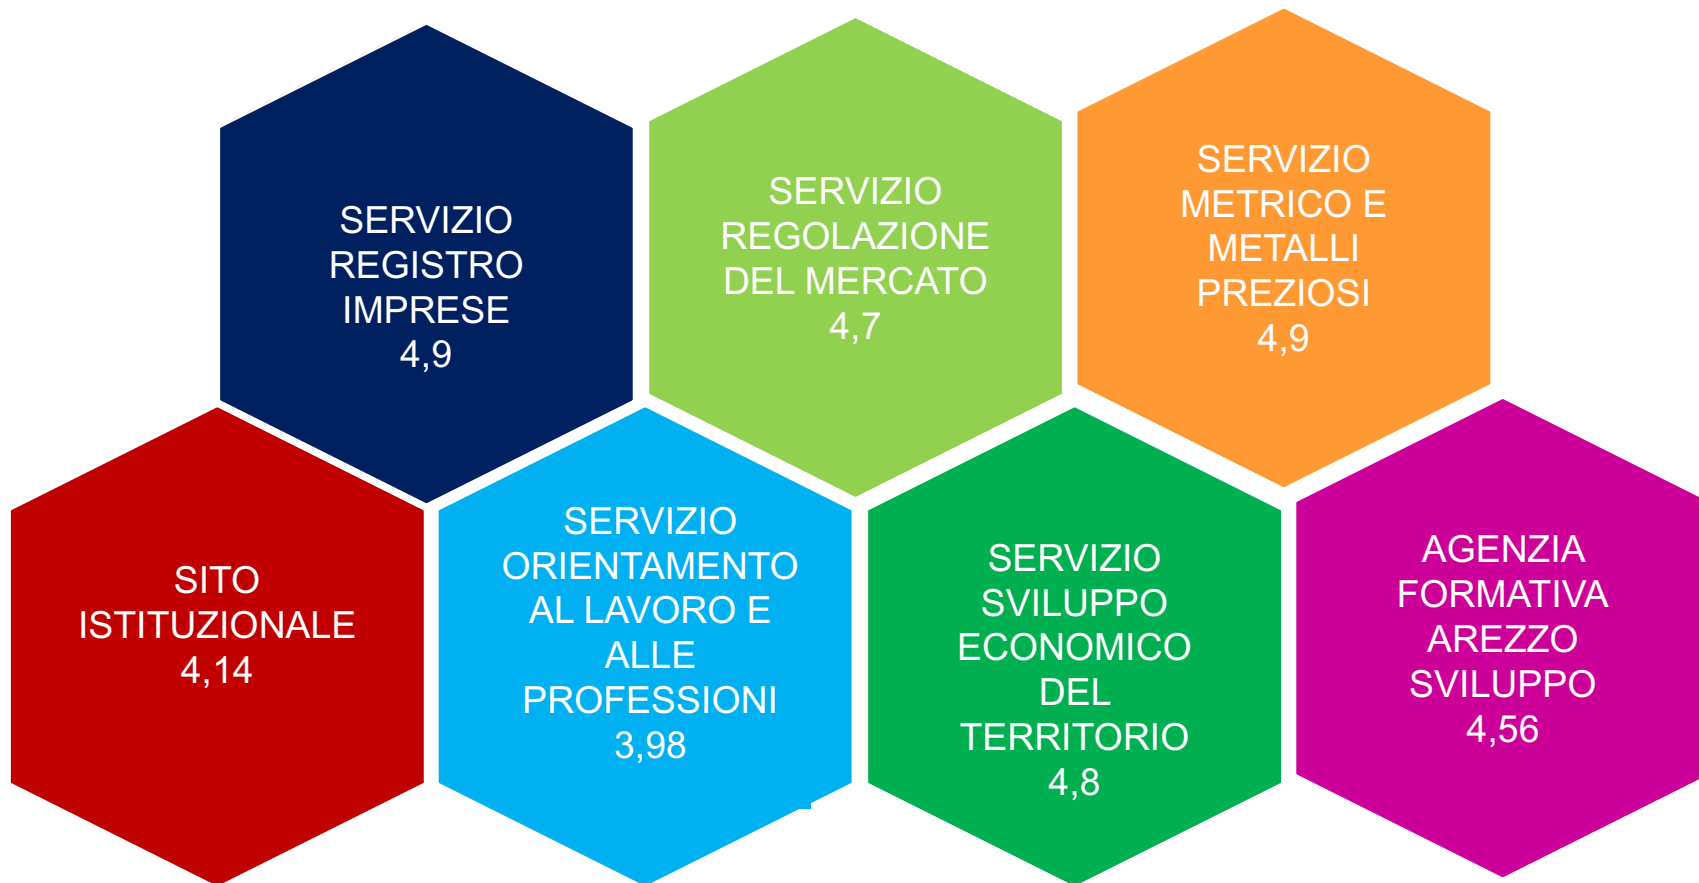 SERVIZIO
REGISTRO
IMPRESE
4,9
SERVIZIO
REGOLAZIONE
DEL MERCATO
4,7
SERVIZIO
METRICO E
METALLI
PREZIOSI
4,9
SITO
ISTITUZIONALE
4,14
SERVIZIO
ORIENTAMENTO
AL LAVORO E
ALLE
PROFESSIONI
3,98
SERVIZIO
SVILUPPO
ECONOMICO
DEL
TERRITORIO
4,8
AGENZIA
FORMATIVA
AREZZO
SVILUPPO
4,56